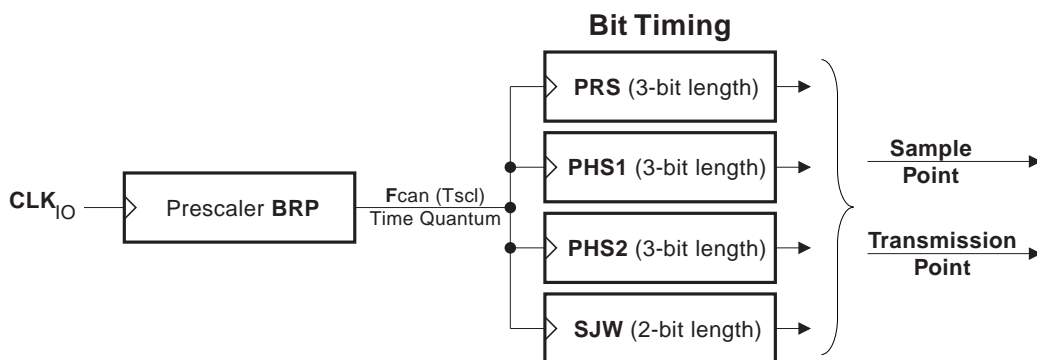 Bit Timing
PRS (3-bit length)
PHS1 (3-bit length)
PHS2 (3-bit length)
SJW (2-bit length)
CLKIO
Prescaler BRP
Fcan (Tscl)
Time Quantum
Sample
Point
Transmission
Point